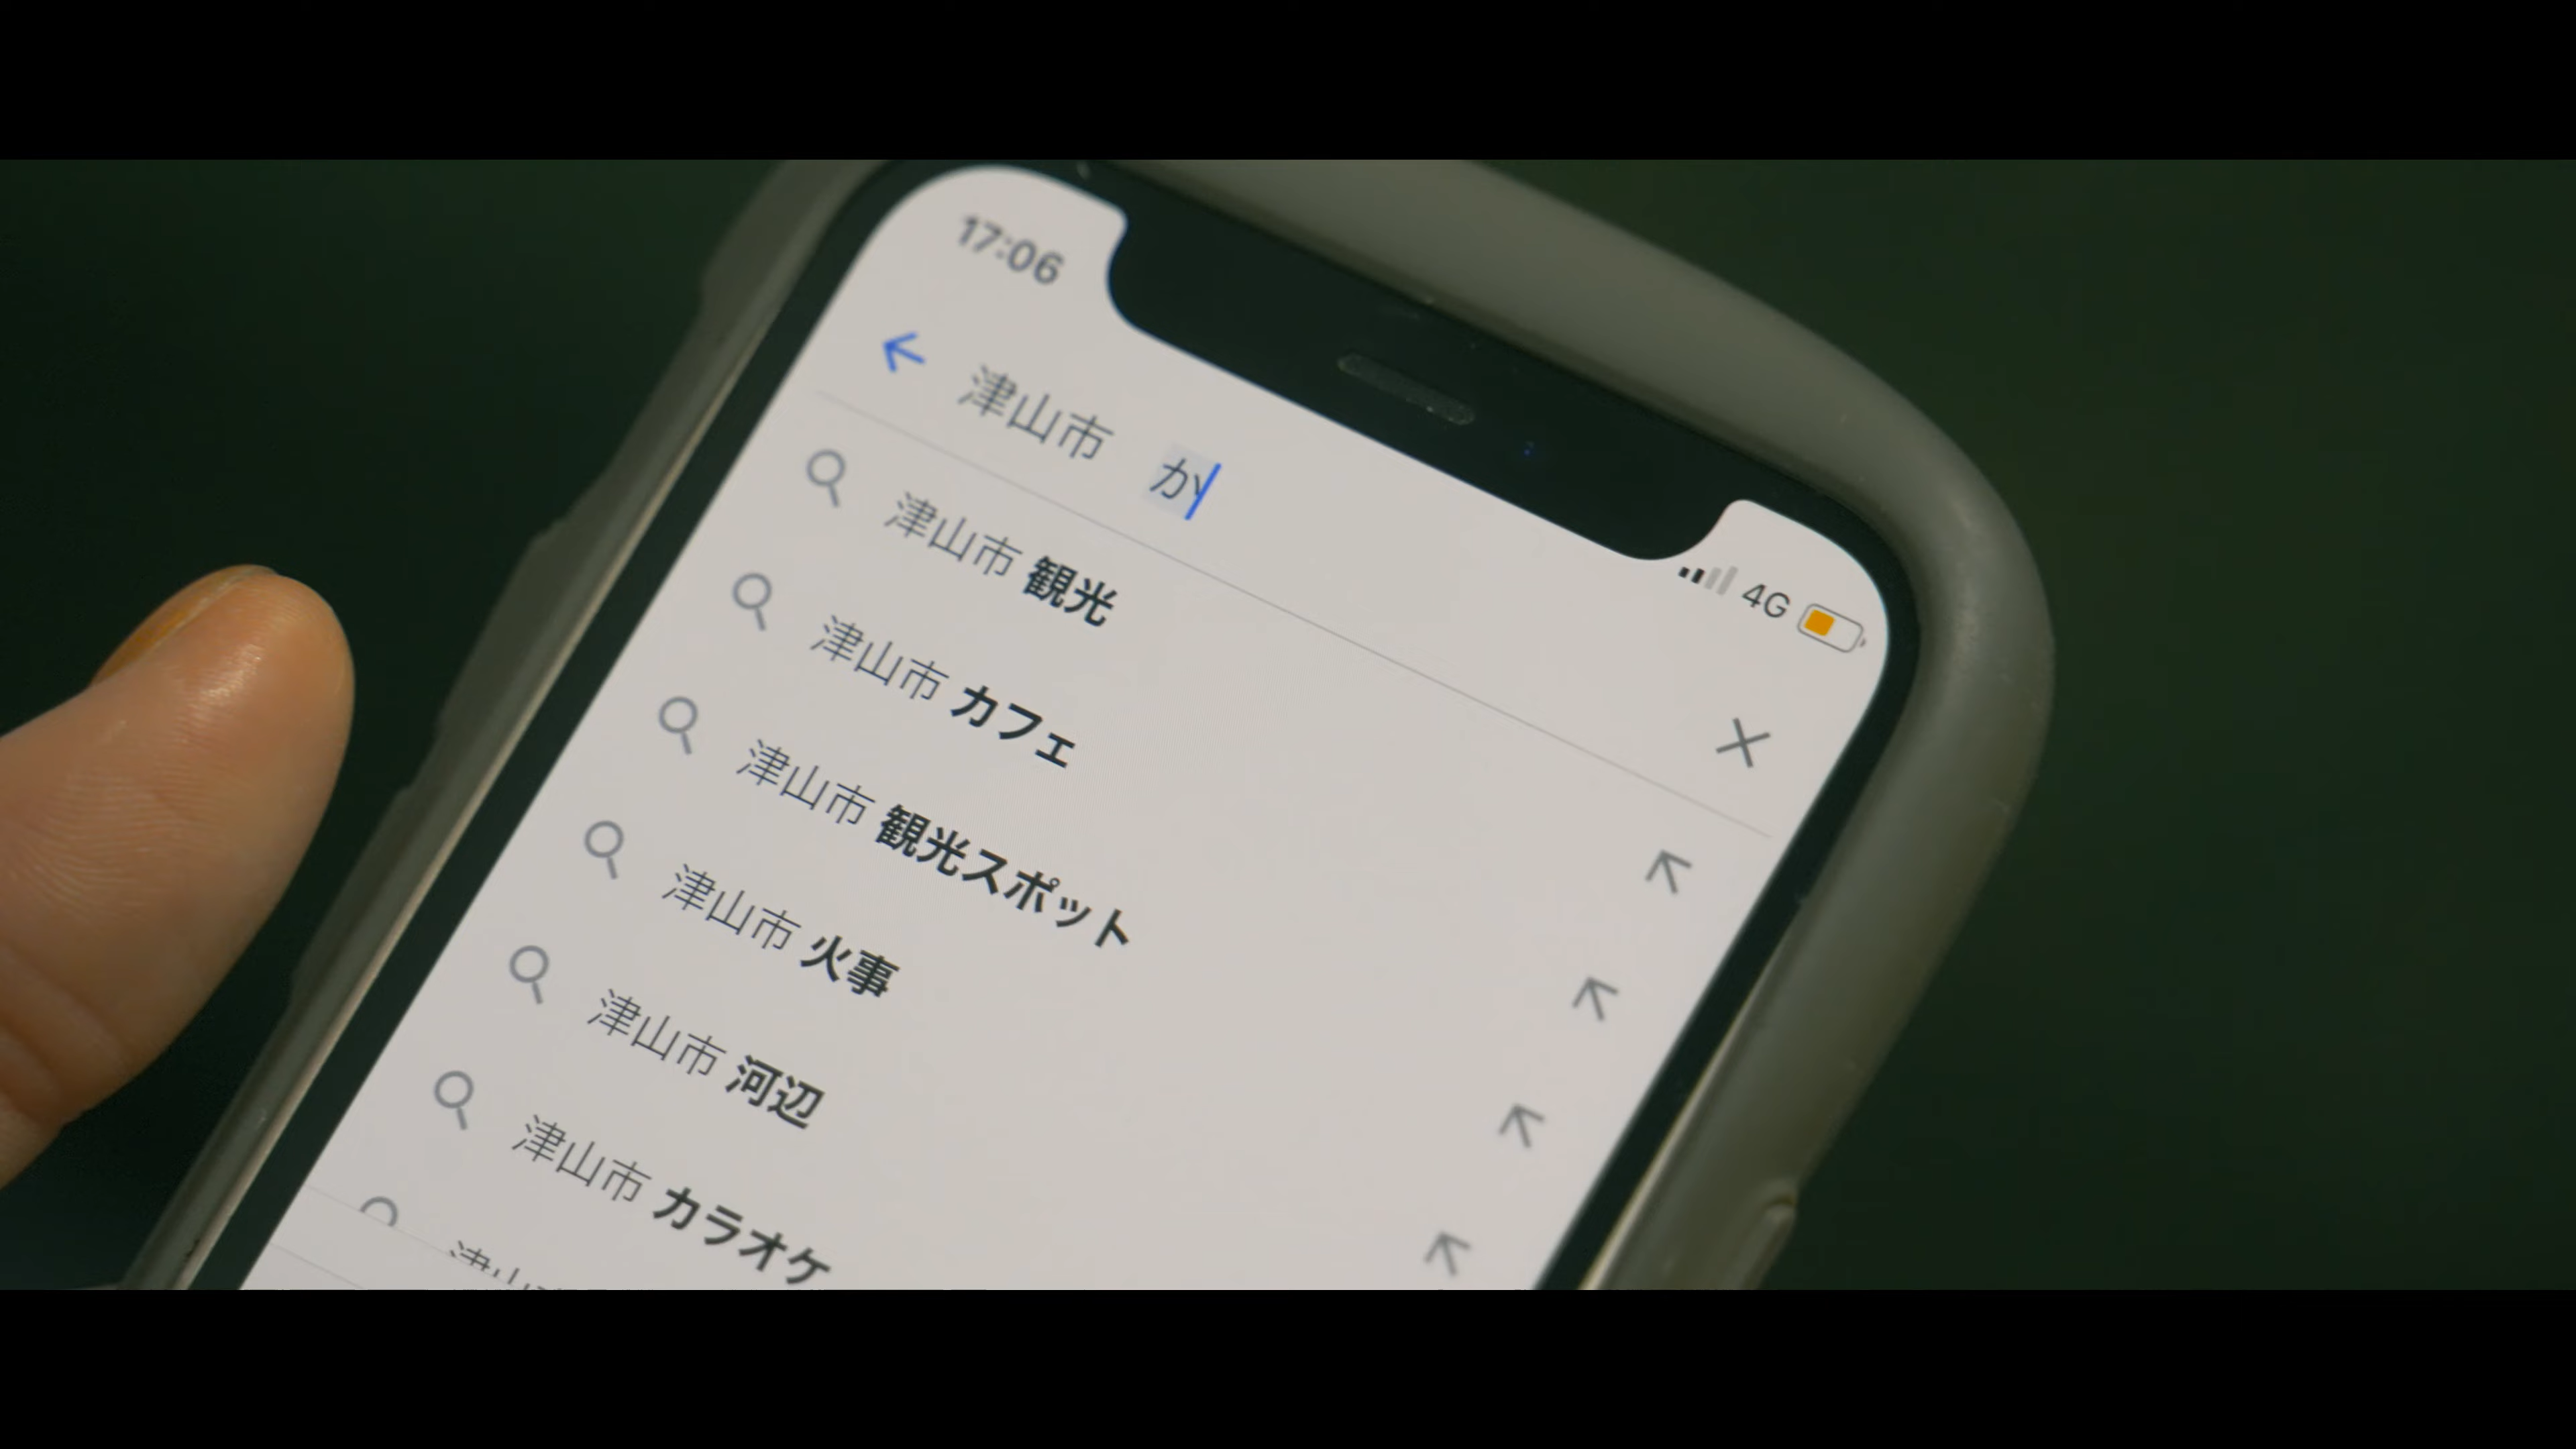 17:06
4G
津山市 か
津山市 観光
津山市 カフェ
津山市 観光スポット
津山市 火事
津山市 河辺
津山市 カラオケ